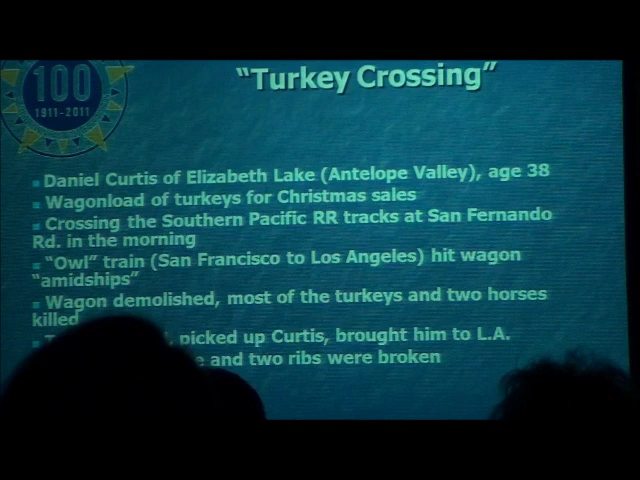 100
1911-2011
"Turkey Crossing"
Daniel Curtis of Elizabeth Lake (Antelope Valley), age 38
Wagonload of turkeys for Christmas sales
Crossing the Southern Pacific RR tracks at San Fernando
Rd. in the morning
"Owl" train (San Francisco to Los Angeles) hit wagon
"amidships"
Wagon demolished, most of the turkeys and two horses
killed
picked up Curtis, brought him to L.A.
and two ribs were broken